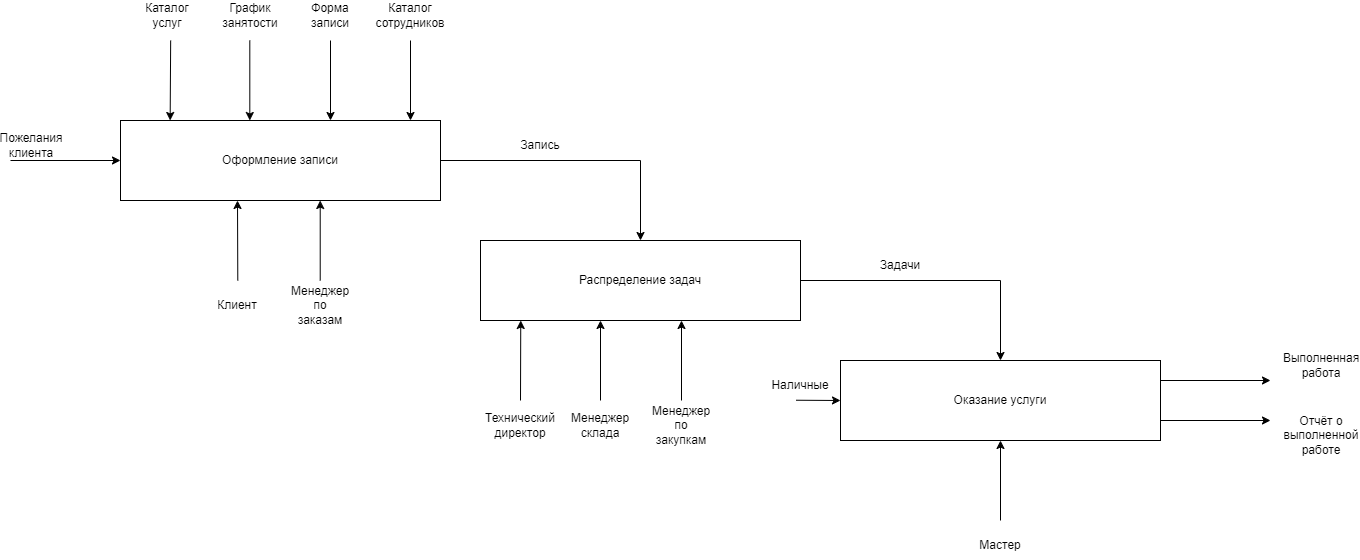 Каталог
услуг
График
занятости
Форма
записи
Каталог
сотрудников
Пожелания
клиента
Оформление записи
Запись
Клиент
Менеджер
по
заказам
Распределение задач
Задачи
Технический
директор
Менеджер
склада
Менеджер
по
закупкам
Наличные
Оказание услуги
Выполненная
работа
Отчёт о
выполненной
работе
Мастер